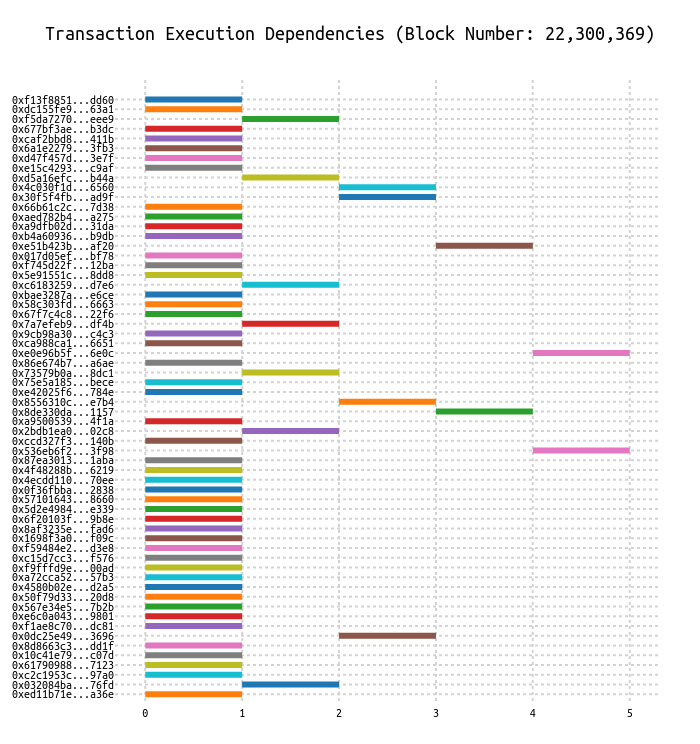 Transaction Execution Dependencies (Block Number: 22,300,369)
0xf13f8851...dd60
0xdc155fe9...63a1
0xf5da7270...eee9
0x677bf3ae...b3dc
0xcaf2bbd8...411b
0x6a1e2279...3fb3
0xd47f457d...3e7f
0xe15c4293...c9af
0xd5a16efc...b44a
0x4c030f1d...6560
0x30f5f4fb...ad9f
0x66b61c2c...7d38
0xaed782b4...a275
0xa9dfb02d...31da
0xb4a60936...b9db
0xe51b423b...af20
0x017d05ef...bf78
0xf745d22f...12ba
0x5e91551c...8dd8
0xc6183259...d7e6
0xbae3287a...e6ce
0x58c303fd...6663
0x67f7c4c8...22f6
0x7a7efeb9...df4b
0x9cb98a30...c4c3
0xca988ca1...6651
0xe0e96b5f...6e0c
0x86e674b7...a6ae
0x73579b0a...8dc1
0x75e5a185...bece
0xe42025f6...784e
0x8556310c...e7b4
0x8de330da...1157
0xa9500539...4f1a
0x2bdb1ea0...02c8
0xccd327f3...140b
0x536eb6f2...3f98
0x87ea3013...1aba
0x4f48288b...6219
0x4ecdd110...70ee
0x0f36fbba...2838
0x57101643...8660
0x5d2e4984...e339
0x6f20103f...9b8e
0x8af3235e...fad6
0x1698f3a0...f09c
0xf59484e2...d3e8
0xc15d7cc3...f576
0xf9fffd9e...00ad
0xa72cca52...57b3
0x4580b02e...d2a5
0x50f79d33...20d8
0x567e34e5...7b2b
0xe6c0a043...9801
0xf1ae8c70...dc81
0x0dc25e49...3696
0x8d8663c3...dd1f
0x10c41e79...c07d
0x61790988...7123
0xc2c1953c...97a0
0x032084ba...76fd
0xed11b71e...a36e
0 1 2 3 4 5